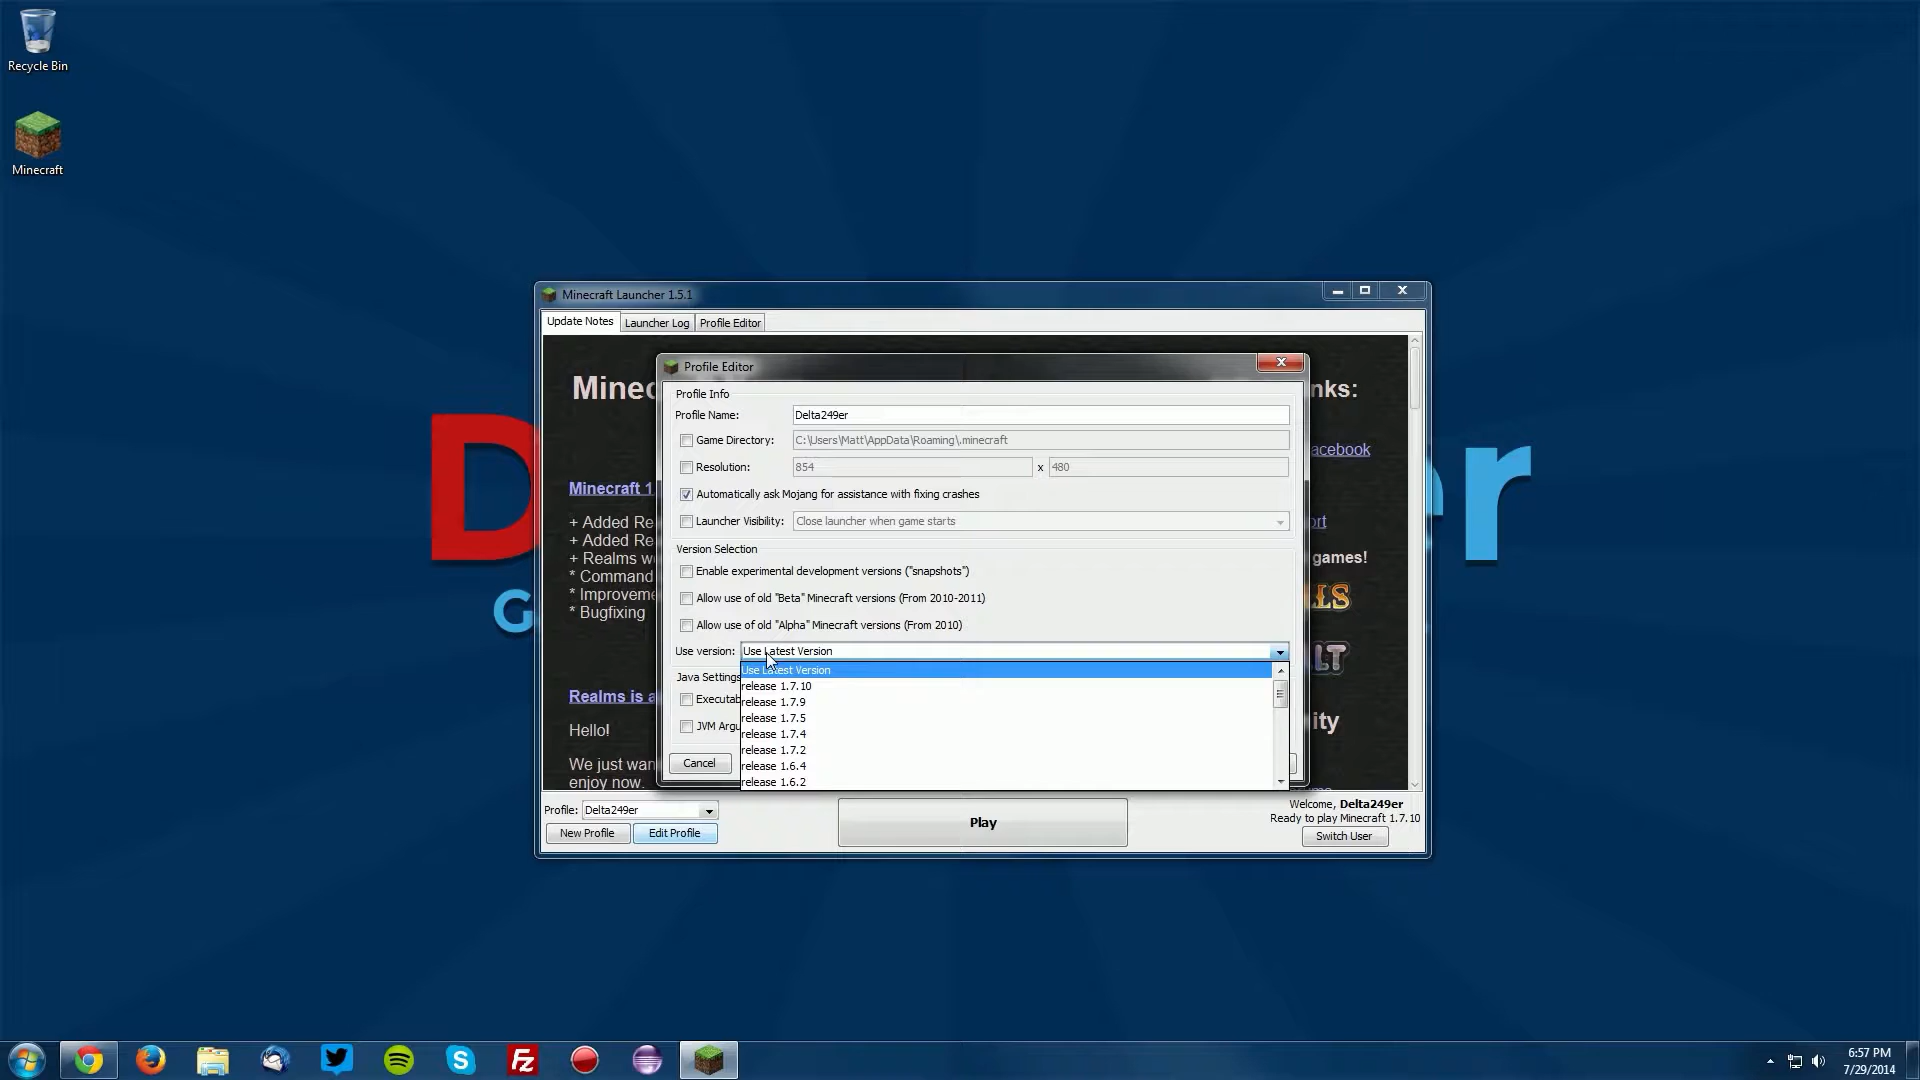 Recycle Bin
Minecraft
Minecraft Launcher 1.5.1
Update Notes
Launcher Log
Profile Editor
Minec
nks:
acebook
Minecraft 1
+ Added Re
+ Added Re
+ Realms w
* Command
* Improveme
* Bugfixing
ort
games!
Realms is a
Hello!
We just wan
enjoy now.
ity
D
G
r
Profile Editor
Profile Info
Profile Name: Delta249er
Game Directory: C:\Users\Matt\AppData\Roaming\.minecraft
Resolution: 854 x 480
Automatically ask Mojang for assistance with fixing crashes
Launcher Visibility: Close launcher when game starts
Version Selection
Enable experimental development versions ("snapshots")
Allow use of old "Beta" Minecraft versions (From 2010-2011)
Allow use of old "Alpha" Minecraft versions (From 2010)
Use version: Use Latest Version
Use Latest Version
release 1.7.10
release 1.7.9
release 1.7.5
release 1.7.4
release 1.7.2
release 1.6.4
release 1.6.2
Java Settings
Executab
JVM Argu
Cancel
Profile: Delta249er
New Profile
Edit Profile
Play
Welcome, Delta249er
Ready to play Minecraft 1.7.10
Switch User
6:57 PM
7/29/2014